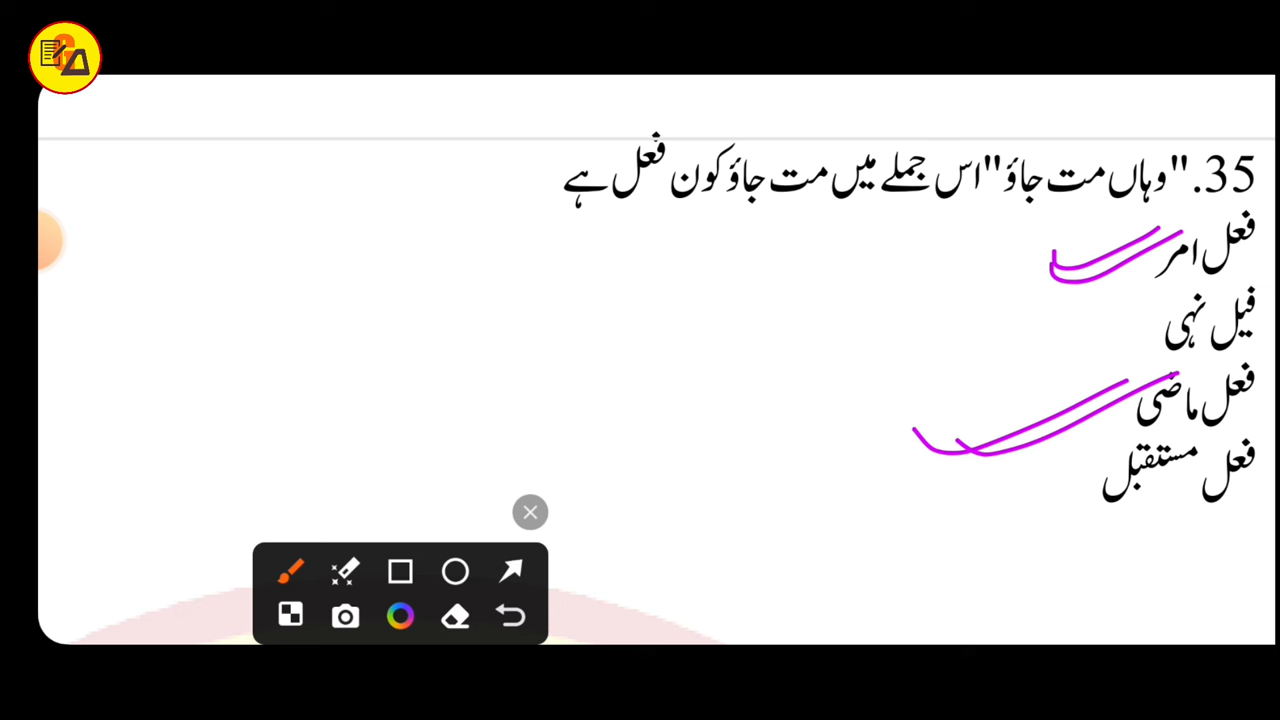 35."وہاں مت جاؤ"اس جملے میں مت جاؤ کون فعل ہے
فعل امر
فیل نہی
فعل ماضی
فعل مستقبل